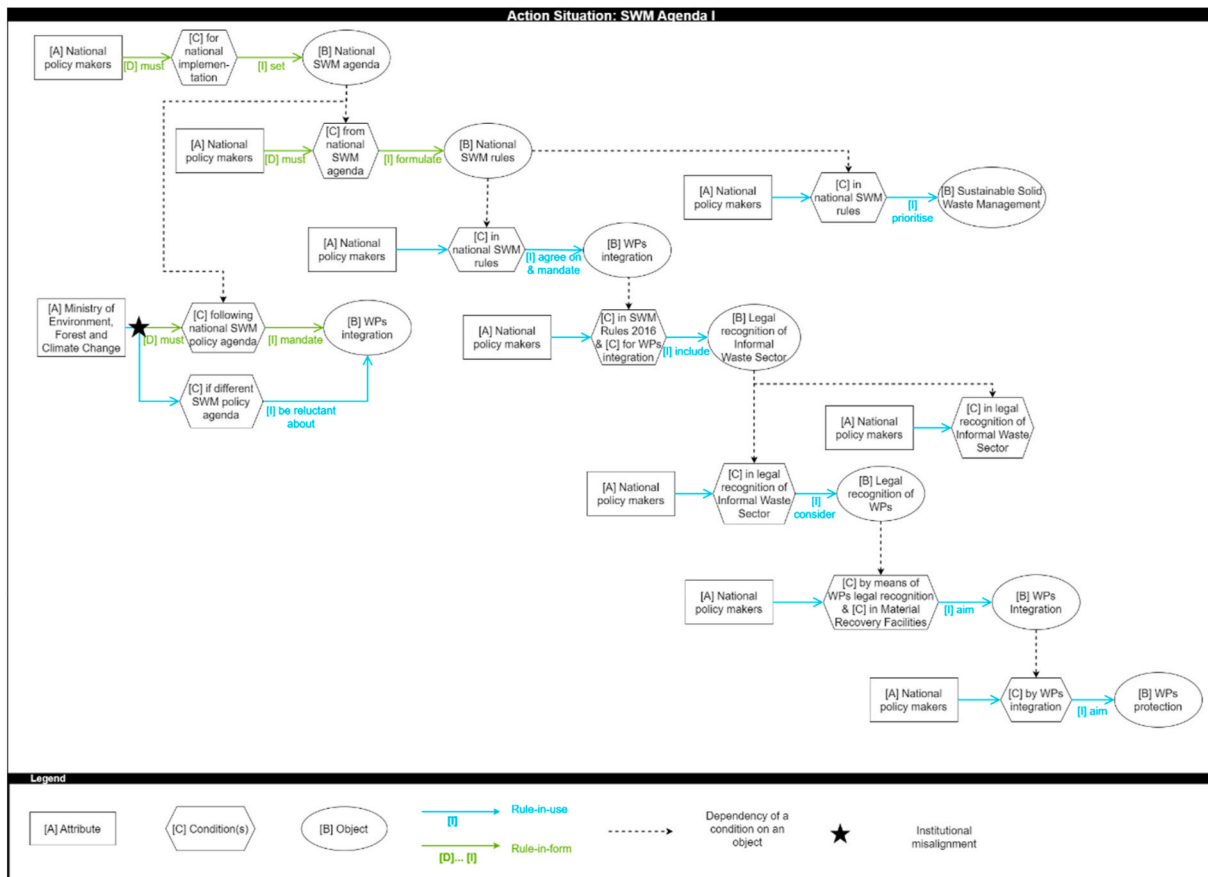 Action Situation: SWM Agenda I
[A] National
policy makers
[D] must
[C] for
national
implemen-
tation
[I] set
[B] National
SWM agenda
[A] National
policy makers
[D] must
[C] from
national
SWM
agenda
[I] formulate
[B] National
SWM rules
[A] National
policy makers
[C] in
national SWM
rules
[I]
prioritise
[B] Sustainable Solid
Waste Management
[A] National
policy makers
[C] in
national SWM
rules
[I] agree on
& mandate
[B] WPs
integration
[A] Ministry of
Environment,
Forest and
Climate Change
[D] must
[C] following
national SWM
policy agenda
[I] mandate
[B] WPs
integration
[C] if different
SWM policy
agenda
[I] be reluctant
about
[A] National
policy makers
[C] in SWM
Rules 2016
& [C] for WPs
integration
[I] include
[B] Legal
recognition of
Informal
Waste Sector
[A] National
policy makers
[C] in legal
recognition of
Informal Waste
Sector
[A] National
policy makers
[C] in legal
recognition of
Informal Waste
Sector
[I]
consider
[B] Legal
recognition of
WPs
[A] National
policy makers
[C] by means of
WPs legal recognition
& [C] in Material
Recovery Facilities
[I] aim
[B] WPs
Integration
[A] National
policy makers
[C] by WPs
integration
[I] aim
[B] WPs
protection
Legend
[A] Attribute
[C] Condition(s)
[B] Object
[I]
Rule-in-use
[D]... [I]
Rule-in-form
Dependency of a
condition on an
object
Institutional
misalignment